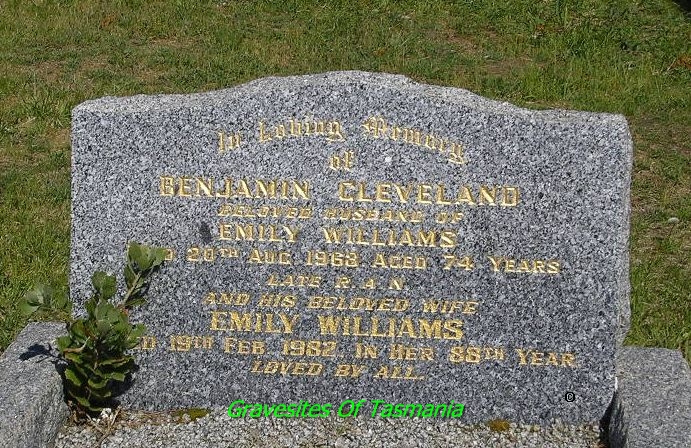 In Loving Memory
of
BENJAMIN CLEVELAND
BELOVED HUSBAND OF
EMILY WILLIAMS
D 20TH AUG. 1968 AGED 74 YEARS
LATE R.A.N.
AND HIS BELOVED WIFE
EMILY WILLIAMS
D 19TH FEB. 1982, IN HER 88TH YEAR
LOVED BY ALL.
Gravesites Of Tasmania